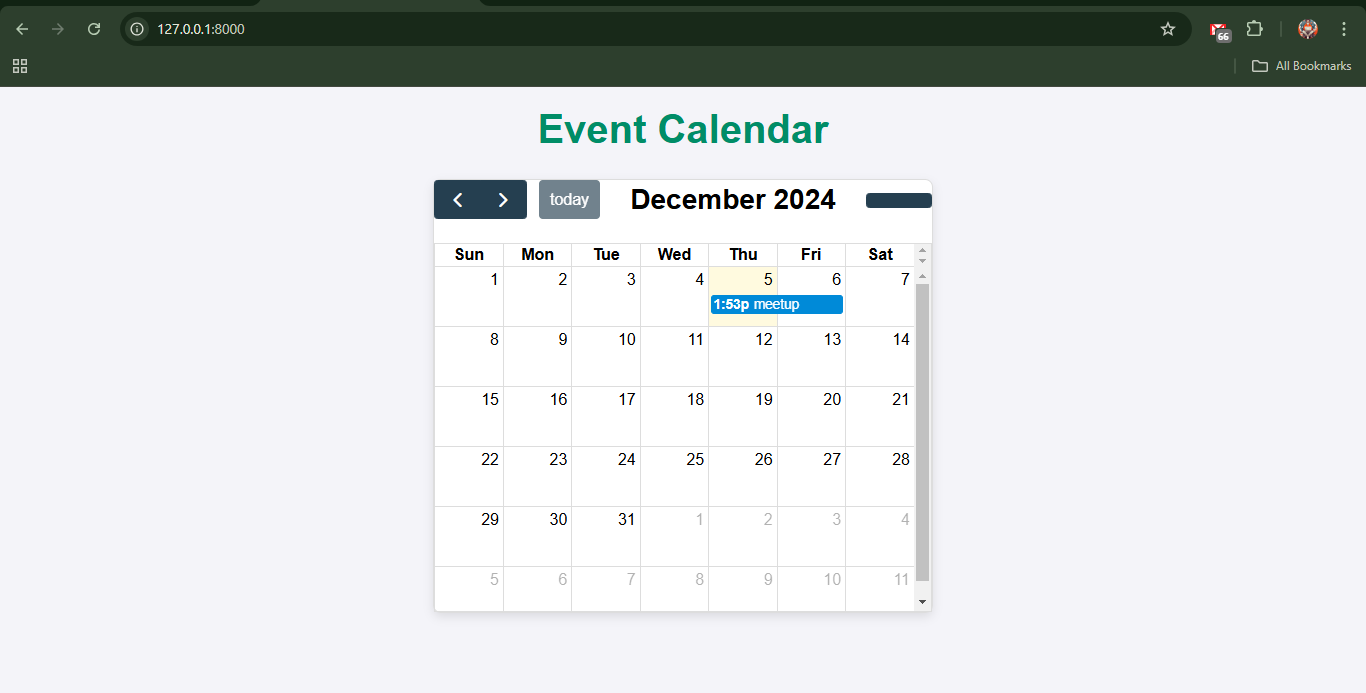 127.0.0.1:8000
66
All Bookmarks
Event Calendar
today
December 2024
Sun Mon Tue Wed Thu Fri Sat
1 2 3 4 5 6 7
1:53p meetup
8 9 10 11 12 13 14
15 16 17 18 19 20 21
22 23 24 25 26 27 28
29 30 31 1 2 3 4
5 6 7 8 9 10 11